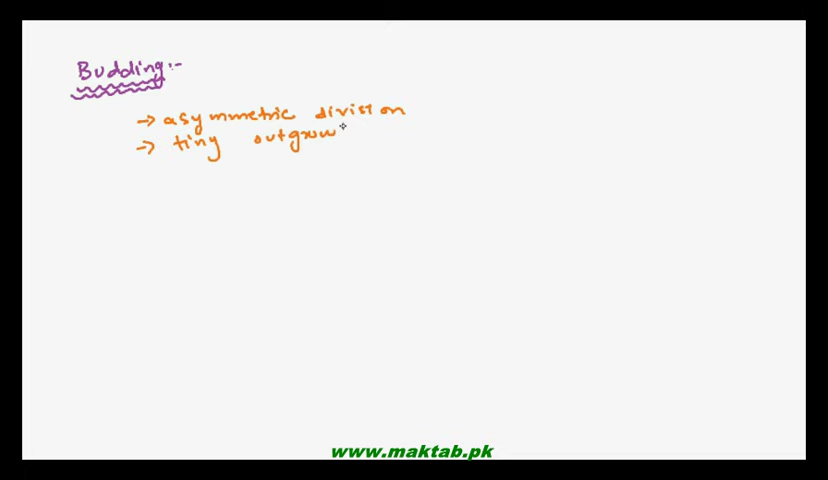 Budding:-
→ asymmetric division
→ tiny outgrow
www.maktab.pk